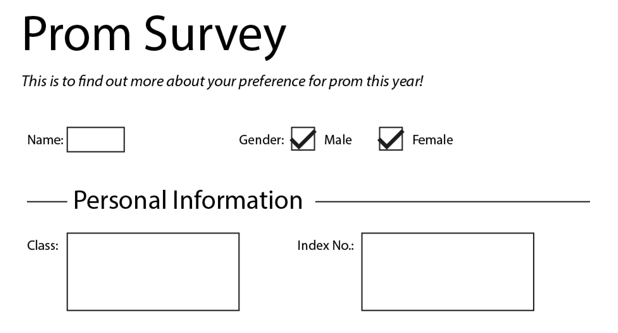 Prom Survey
This is to find out more about your preference for prom this year!
Name: Gender: Male Female
Personal Information
Class: Index No.: